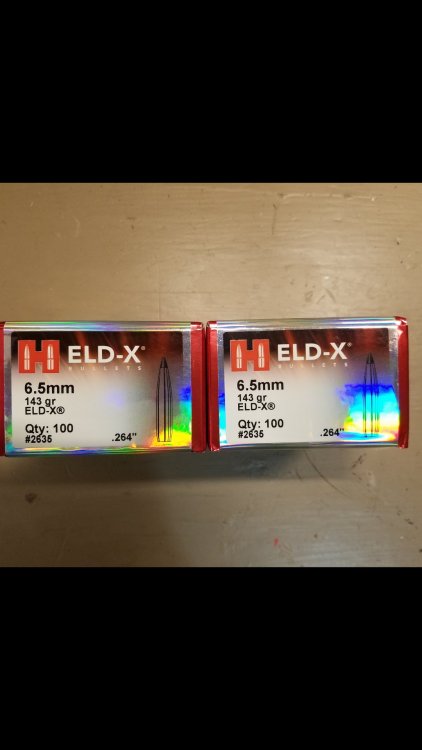 H ELD-X®
BULLETS
6.5mm
143 gr
ELD-X®
Qty: 100
#2635
.264"
H ELD-X®
BULLETS
6.5mm
143 gr
ELD-X®
Qty: 100
#2635
.264"